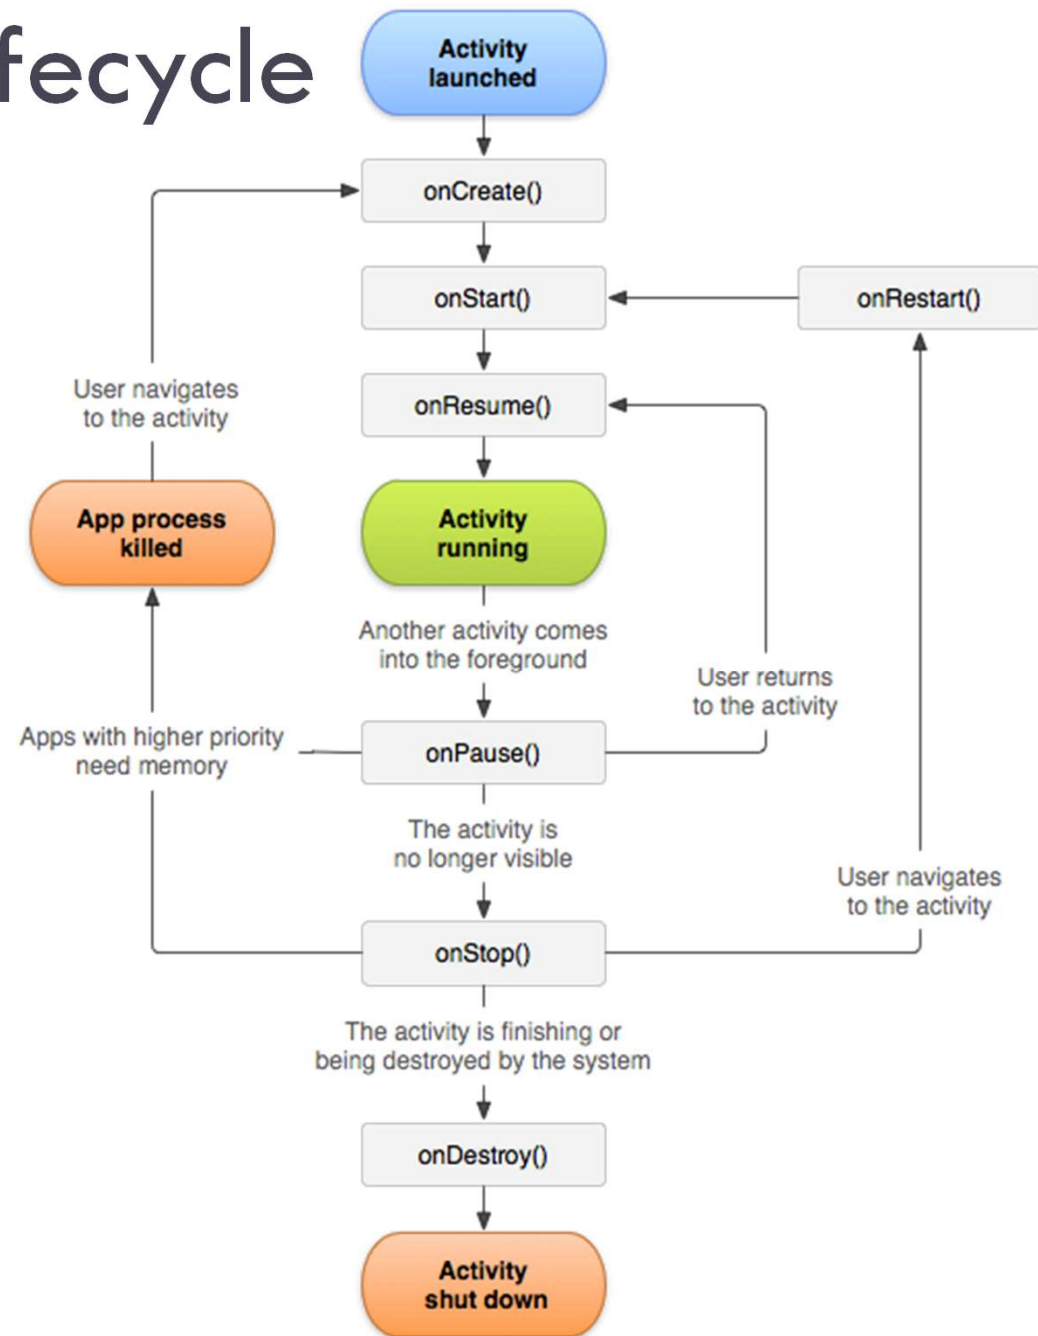 fecycle
Activity
launched
onCreate()
onStart()
onRestart()
User navigates
to the activity
onResume()
App process
killed
Activity
running
Another activity comes
into the foreground
User returns
to the activity
Apps with higher priority
need memory
onPause()
The activity is
no longer visible
User navigates
to the activity
onStop()
The activity is finishing or
being destroyed by the system
onDestroy()
Activity
shut down